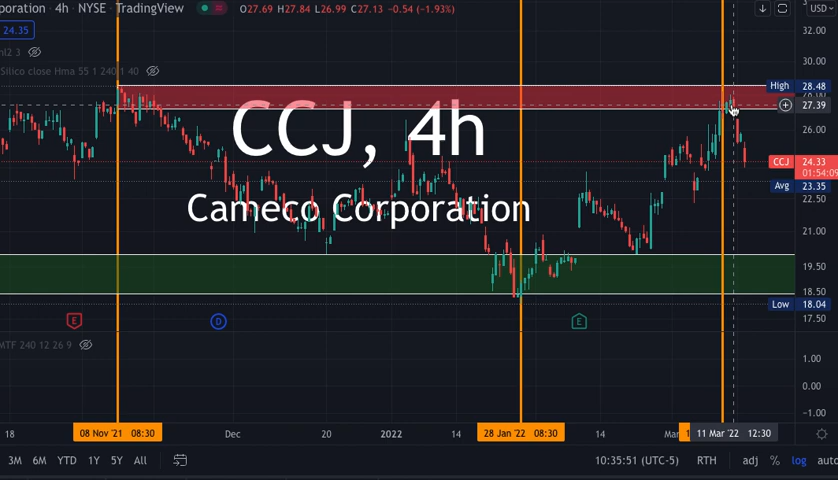 rporation · 4h · NYSE · TradingView O27.69 H27.84 L26.99 C27.13 −0.54 (−1.93%) USD
24.35
32.00
Silico close Hma 55 1 240 1 40
30.00
High 28.48
27.39
CCJ, 4h
26.00
CCJ 24.33
01:54:09
Avg 23.35
Cameco Corporation
22.50
21.00
19.50
18.50
Low 18.04
E D E
17.50
MTF 240 12 26 9
1.00
0.00
-1.00
18 08 Nov '21 08:30 Dec 20 2022 14 28 Jan '22 08:30 14 Mar 11 Mar '22 12:30
3M 6M YTD 1Y 5Y All 10:35:51 (UTC-5) RTH adj % log auto